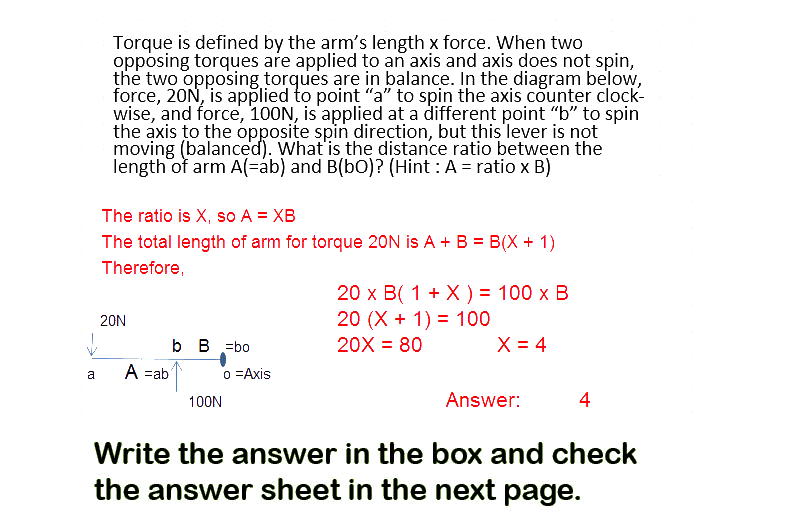 Torque is defined by the arm's length x force. When two
opposing torques are applied to an axis and axis does not spin,
the two opposing torques are in balance. In the diagram below,
force, 20N, is applied to point “a” to spin the axis counter clock-
wise, and force, 100N, is applied at a different point “b” to spin
the axis to the opposite spin direction, but this lever is not
moving (balanced). What is the distance ratio between the
length of arm A(=ab) and B(bO)? (Hint : A = ratio x B)
The ratio is X, so A = XB
The total length of arm for torque 20N is A + B = B(X + 1)
Therefore,
20 x B( 1 + X ) = 100 x B
20 (X + 1) = 100
20X = 80 X = 4
20N
b B =bo
a A =ab o =Axis
100N
Answer: 4
Write the answer in the box and check
the answer sheet in the next page.